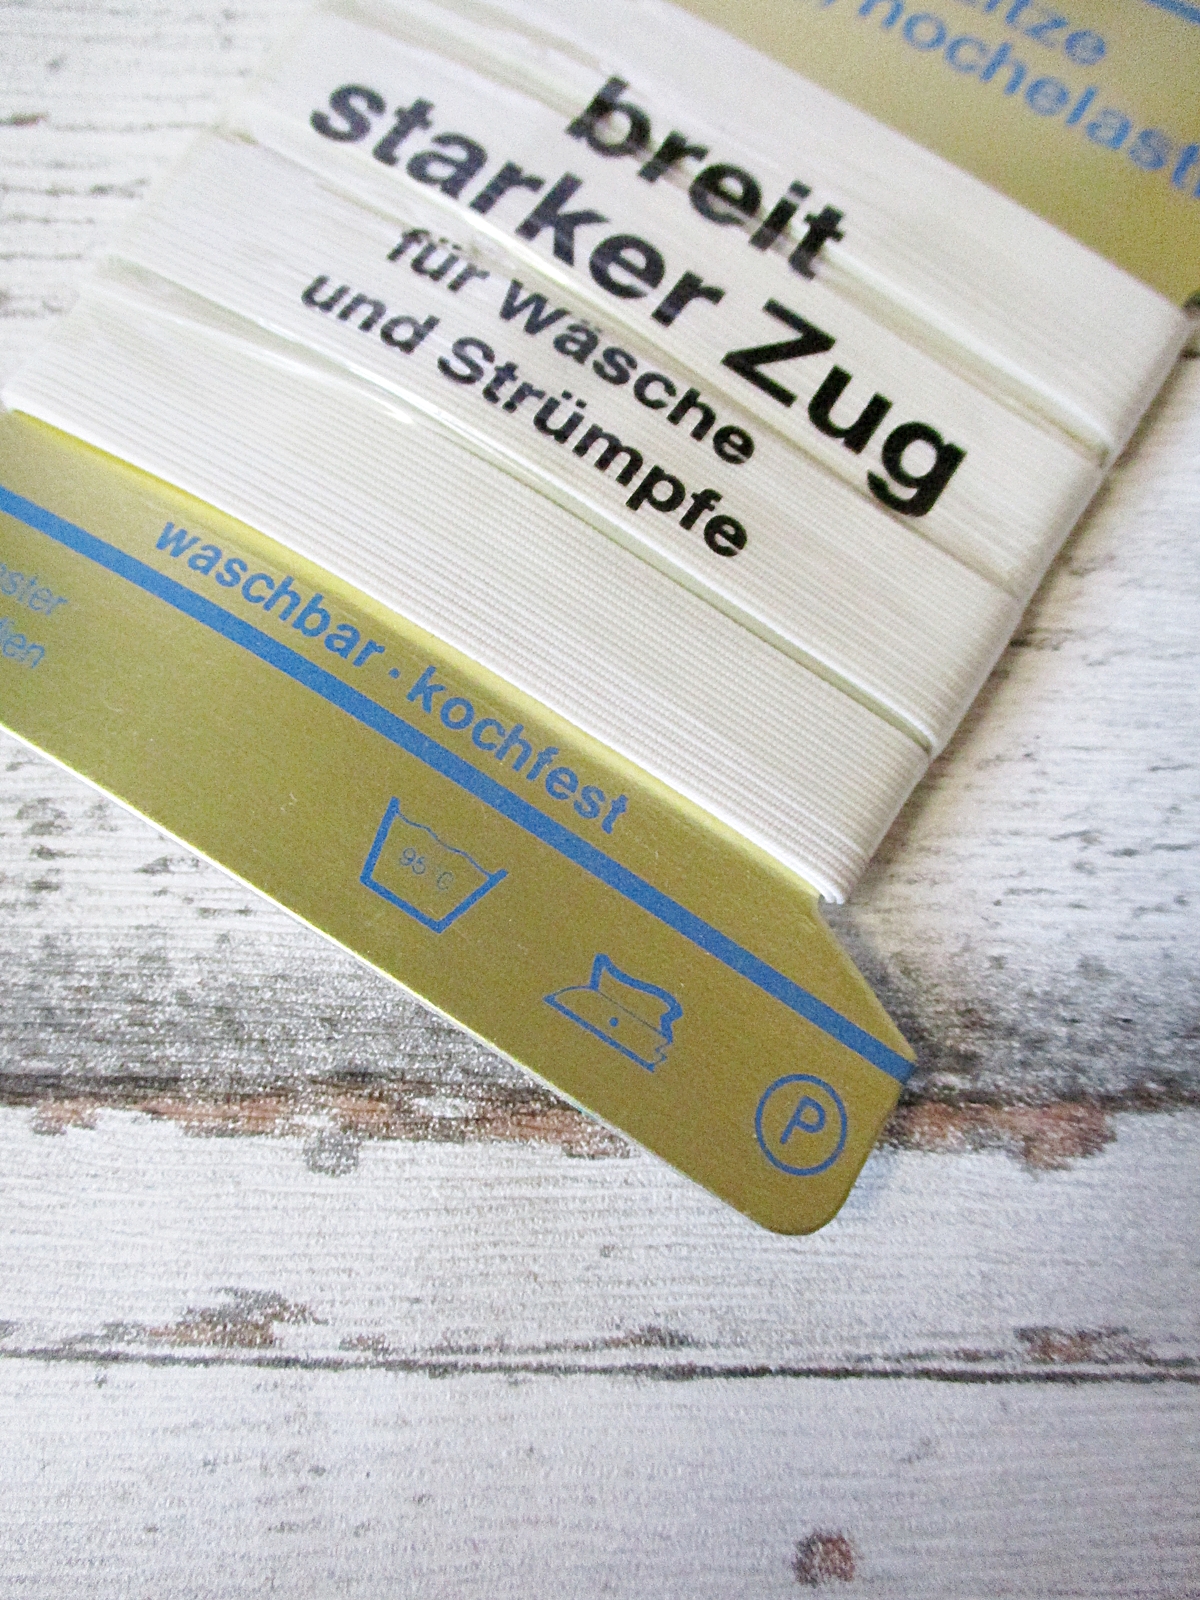 breit
starker Zug
für Wäsche
und Strümpfe
waschbar · kochfest
95°C
P